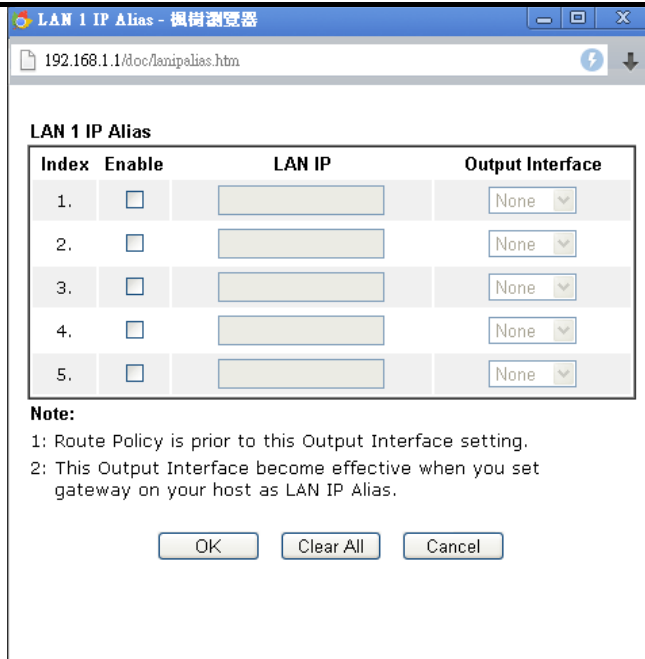 LAN 1 IP Alias - 楓樹瀏覽器
192.168.1.1/doc/lanipalias.htm
LAN 1 IP Alias
Index Enable LAN IP Output Interface
1. None
2. None
3. None
4. None
5. None
Note:
1: Route Policy is prior to this Output Interface setting.
2: This Output Interface become effective when you set
gateway on your host as LAN IP Alias.
OK Clear All Cancel